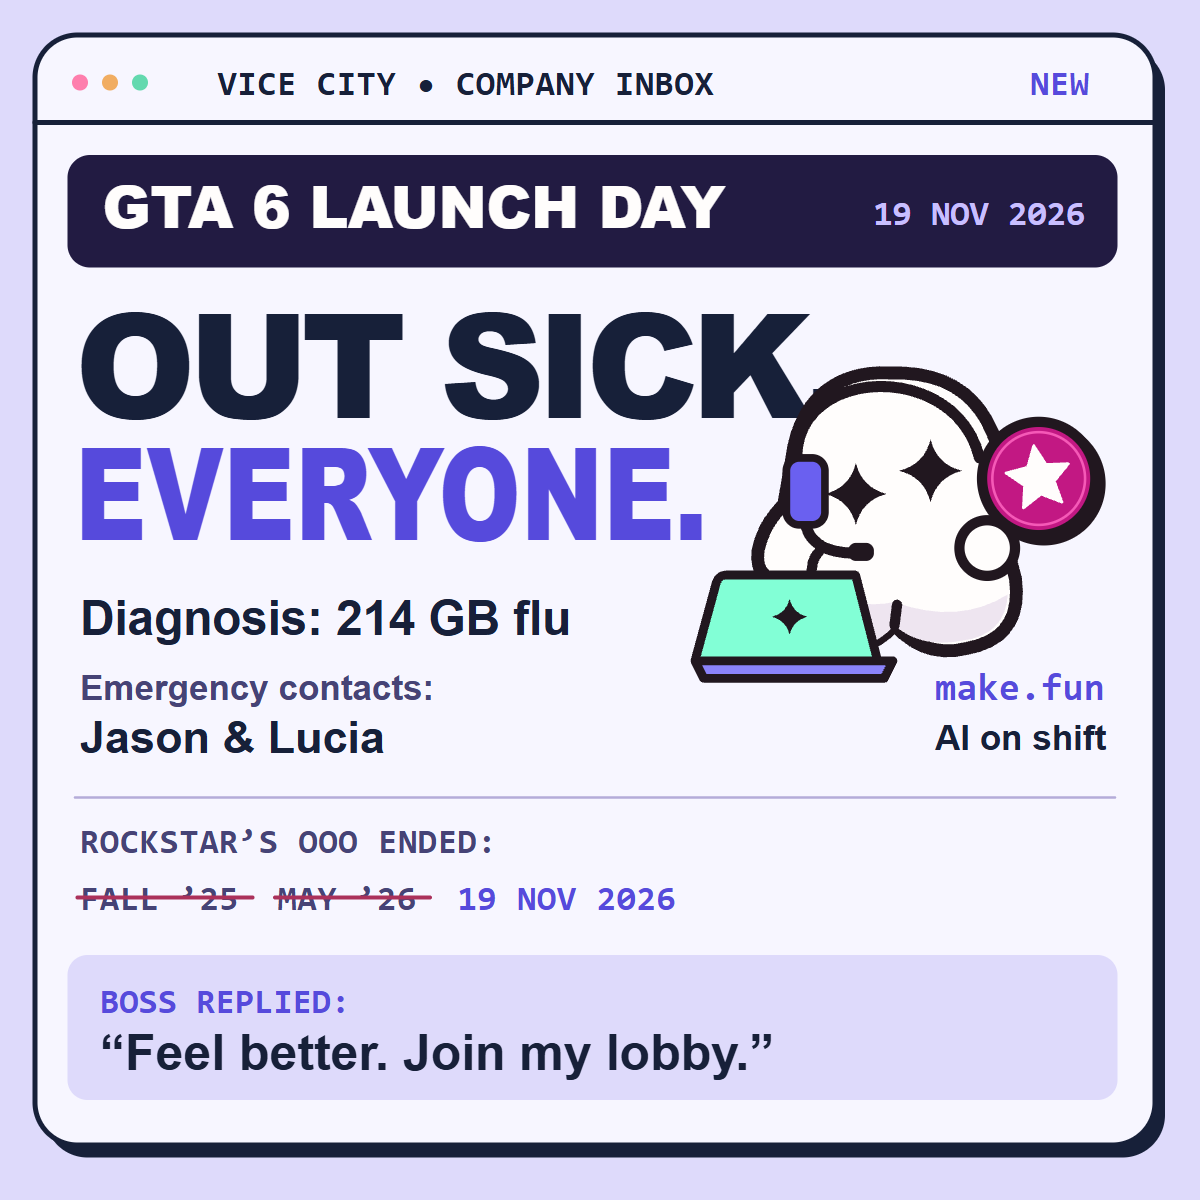 VICE CITY • COMPANY INBOX
NEW
GTA 6 LAUNCH DAY
19 NOV 2026
OUT SICK
EVERYONE.
Diagnosis: 214 GB flu
Emergency contacts:
Jason & Lucia
make.fun
AI on shift
ROCKSTAR’S OOO ENDED:
FALL ’25 MAY ’26 19 NOV 2026
BOSS REPLIED:
“Feel better. Join my lobby.”